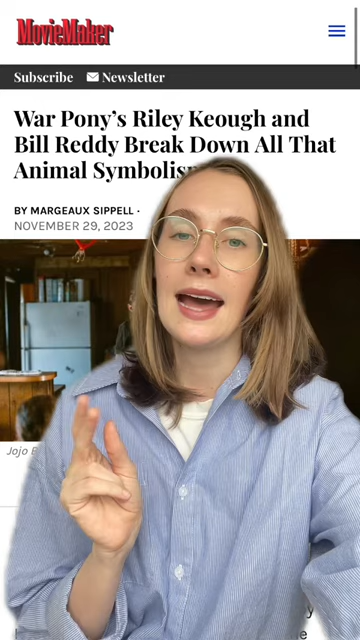 MovieMaker
Subscribe Newsletter
War Pony's Riley Keough and
Bill Reddy Break Down All That
Animal
BY MARGEAUX SIPPELL ·
NOVEMBER 29, 2023
Jojo